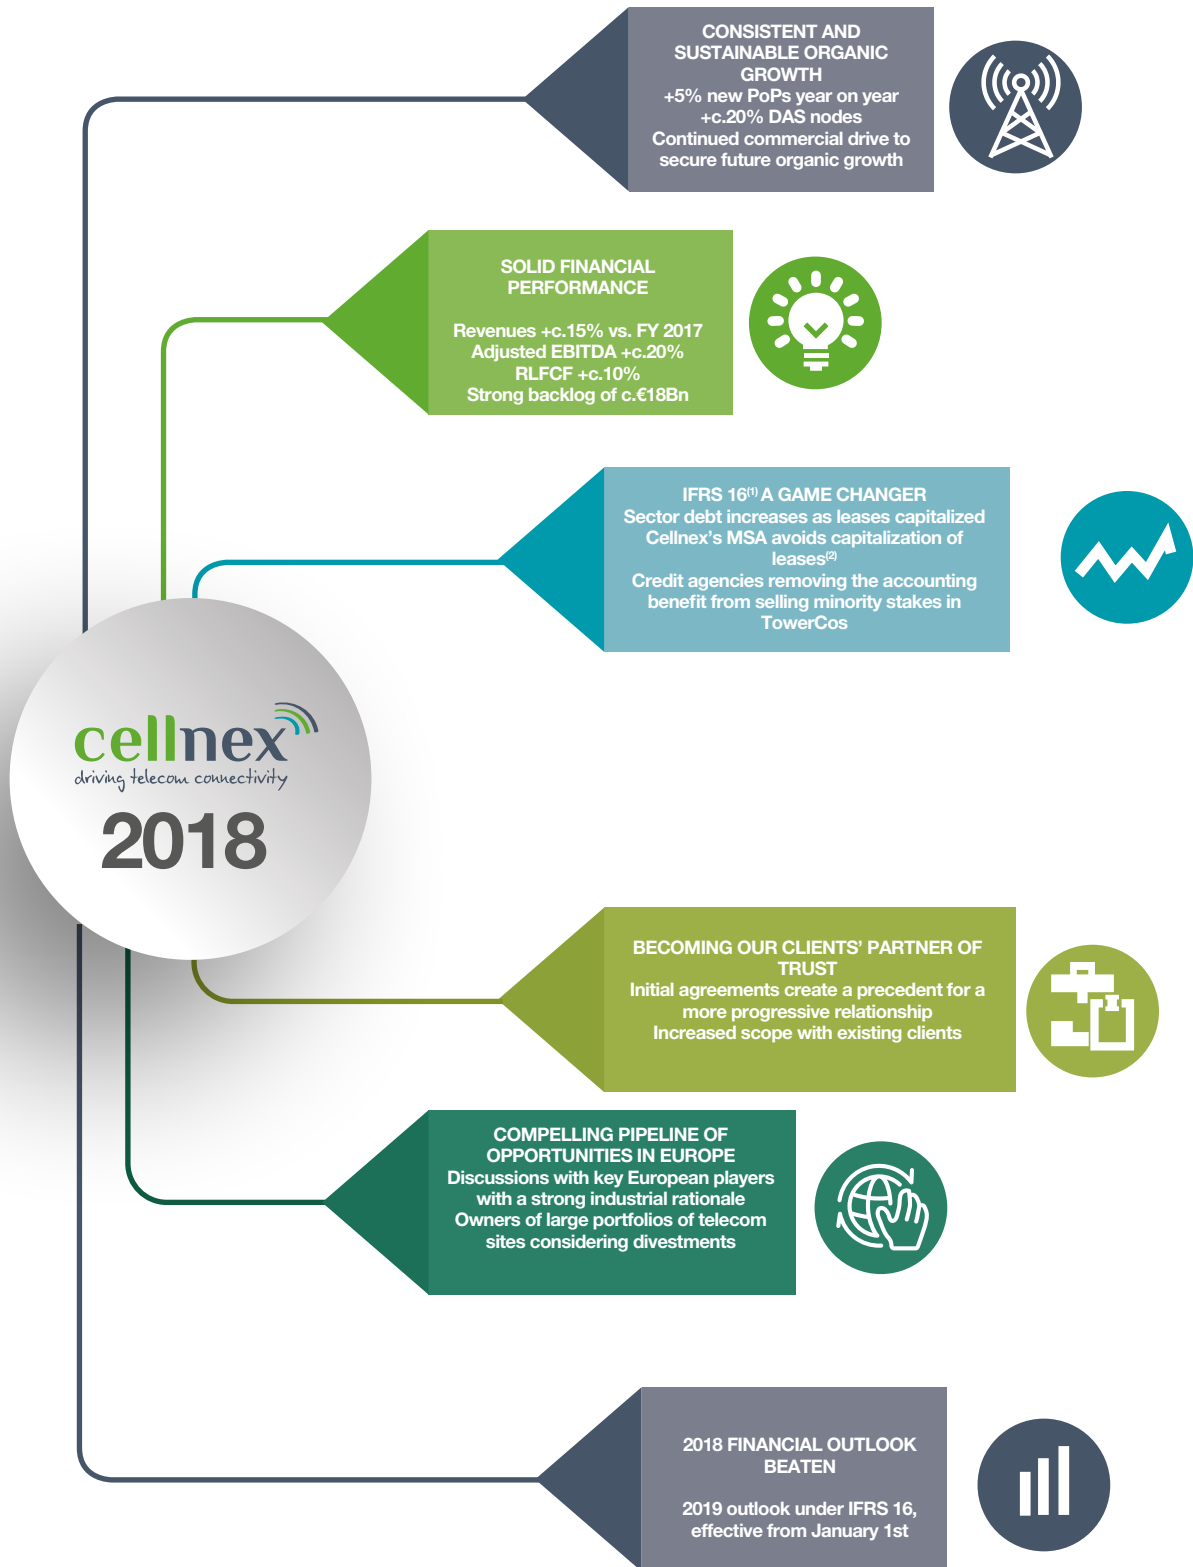 CONSISTENT AND
SUSTAINABLE ORGANIC
GROWTH
+5% new PoPs year on year
+c.20% DAS nodes
Continued commercial drive to
secure future organic growth
SOLID FINANCIAL
PERFORMANCE
Revenues +c.15% vs. FY 2017
Adjusted EBITDA +c.20%
RLFCF +c.10%
Strong backlog of c.€18Bn
IFRS 16(1) A GAME CHANGER
Sector debt increases as leases capitalized
Cellnex's MSA avoids capitalization of
leases(2)
Credit agencies removing the accounting
benefit from selling minority stakes in
TowerCos
cellnex
driving telecom connectivity
2018
BECOMING OUR CLIENTS' PARTNER OF
TRUST
Initial agreements create a precedent for a
more progressive relationship
Increased scope with existing clients
COMPELLING PIPELINE OF
OPPORTUNITIES IN EUROPE
Discussions with key European players
with a strong industrial rationale
Owners of large portfolios of telecom
sites considering divestments
2018 FINANCIAL OUTLOOK
BEATEN
2019 outlook under IFRS 16,
effective from January 1st